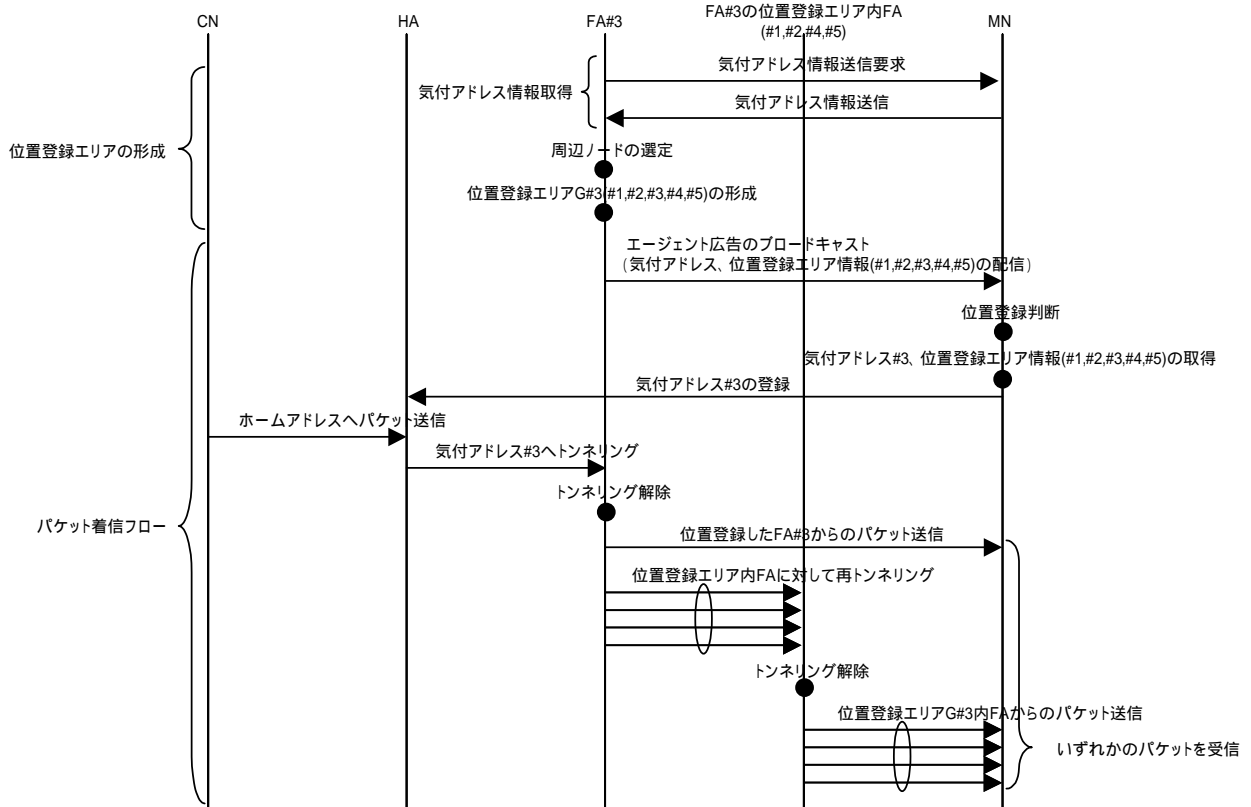 CN
HA
FA#3
FA#3の位置登録エリア内FA
(#1,#2,#4,#5)
MN
気付アドレス情報送信要求
気付アドレス情報取得
気付アドレス情報送信
位置登録エリアの形成
周辺ノードの選定
位置登録エリアG#3(#1,#2,#3,#4,#5)の形成
エージェント広告のブロードキャスト
(気付アドレス、位置登録エリア情報(#1,#2,#3,#4,#5)の配信)
位置登録判断
気付アドレス#3、位置登録エリア情報(#1,#2,#3,#4,#5)の取得
気付アドレス#3の登録
ホームアドレスへパケット送信
気付アドレス#3へトンネリング
トンネリング解除
パケット着信フロー
位置登録したFA#3からのパケット送信
位置登録エリア内FAに対して再トンネリング
トンネリング解除
位置登録エリアG#3内FAからのパケット送信
いずれかのパケットを受信